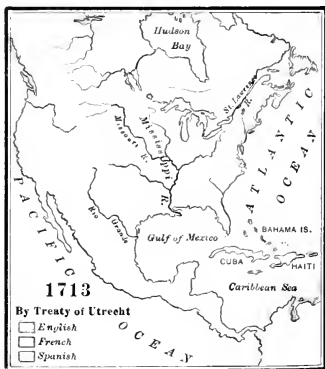 Hudson
Bay
St. Lawrence R.
Missouri R.
Mississippi R.
ATLANTIC
OCEAN
PACIFIC
OCEAN
Rio Grande
Gulf of Mexico
BAHAMA IS.
CUBA
HAITI
Caribbean Sea
1713
By Treaty of Utrecht
English
French
Spanish